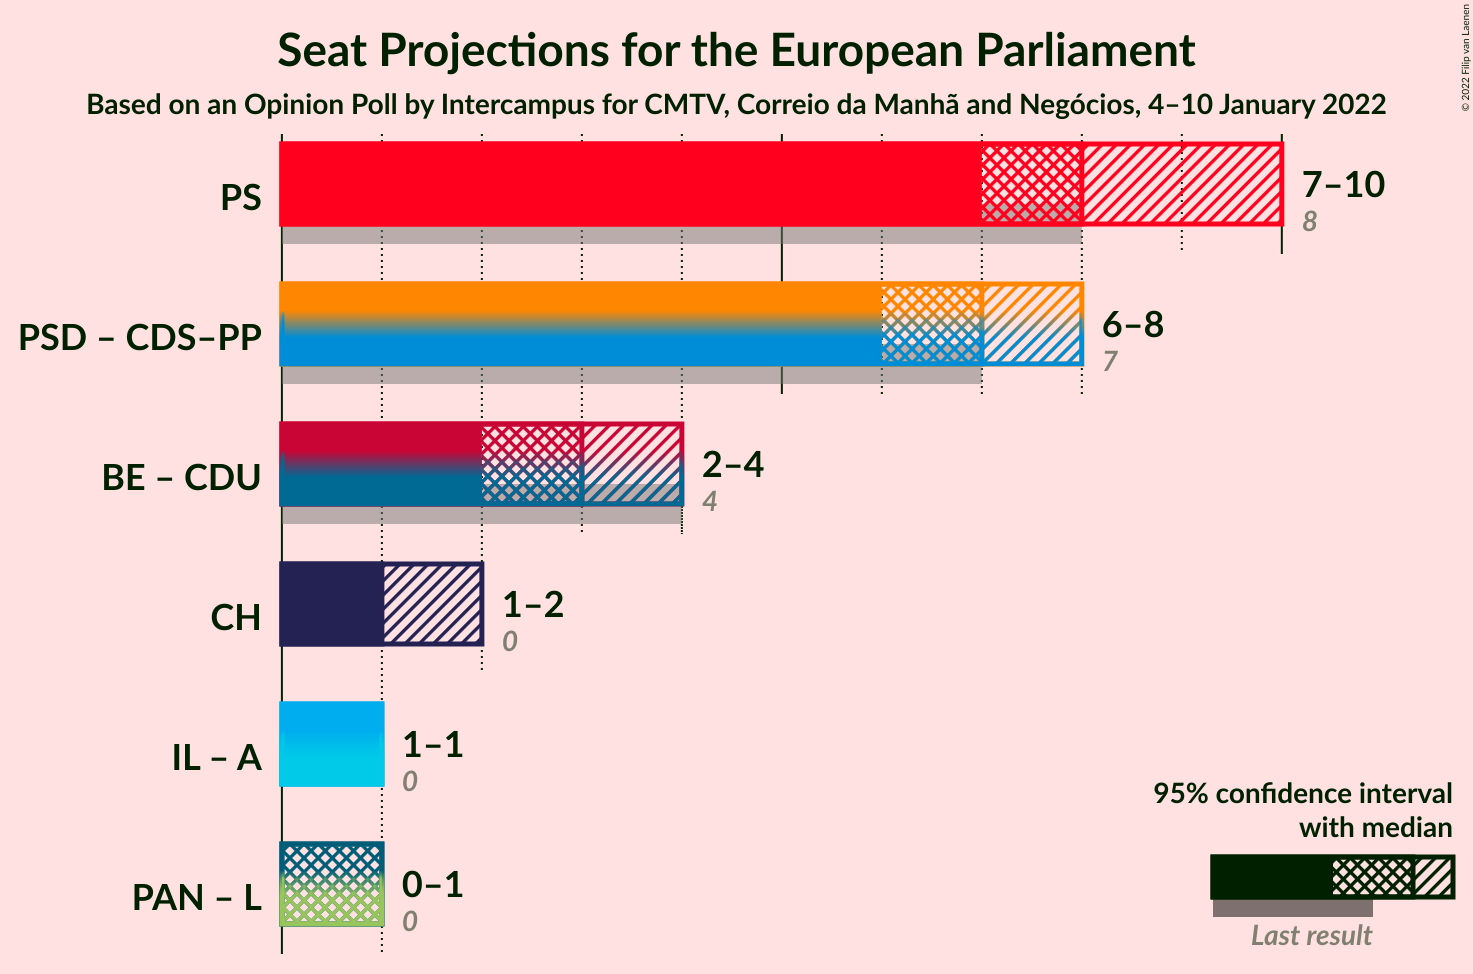 Seat Projections for the European Parliament
Based on an Opinion Poll by Intercampus for CMTV, Correio da Manhã and Negócios, 4–10 January 2022
© 2022 Filip van Laenen
PS
7–10
8
PSD – CDS–PP
6–8
7
BE – CDU
2–4
4
CH
1–2
0
IL – A
1–1
0
PAN – L
0–1
0
95% confidence interval
with median
Last result